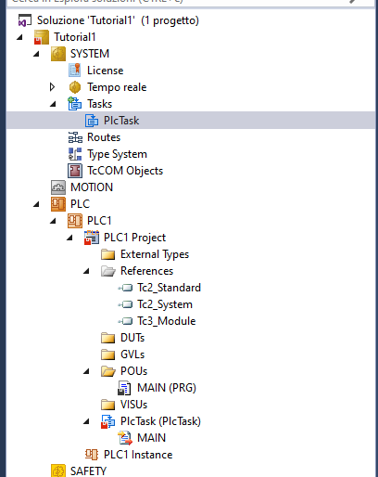 Cerca in Esplora soluzioni (CTRL+ć)
Soluzione 'Tutorial1' (1 progetto)
Tutorial1
SYSTEM
License
Tempo reale
Tasks
PlcTask
Routes
Type System
TcCOM Objects
MOTION
PLC
PLC1
PLC1 Project
External Types
References
Tc2_Standard
Tc2_System
Tc3_Module
DUTs
GVLs
POUs
MAIN (PRG)
VISUs
PlcTask (PlcTask)
MAIN
PLC1 Instance
SAFETY